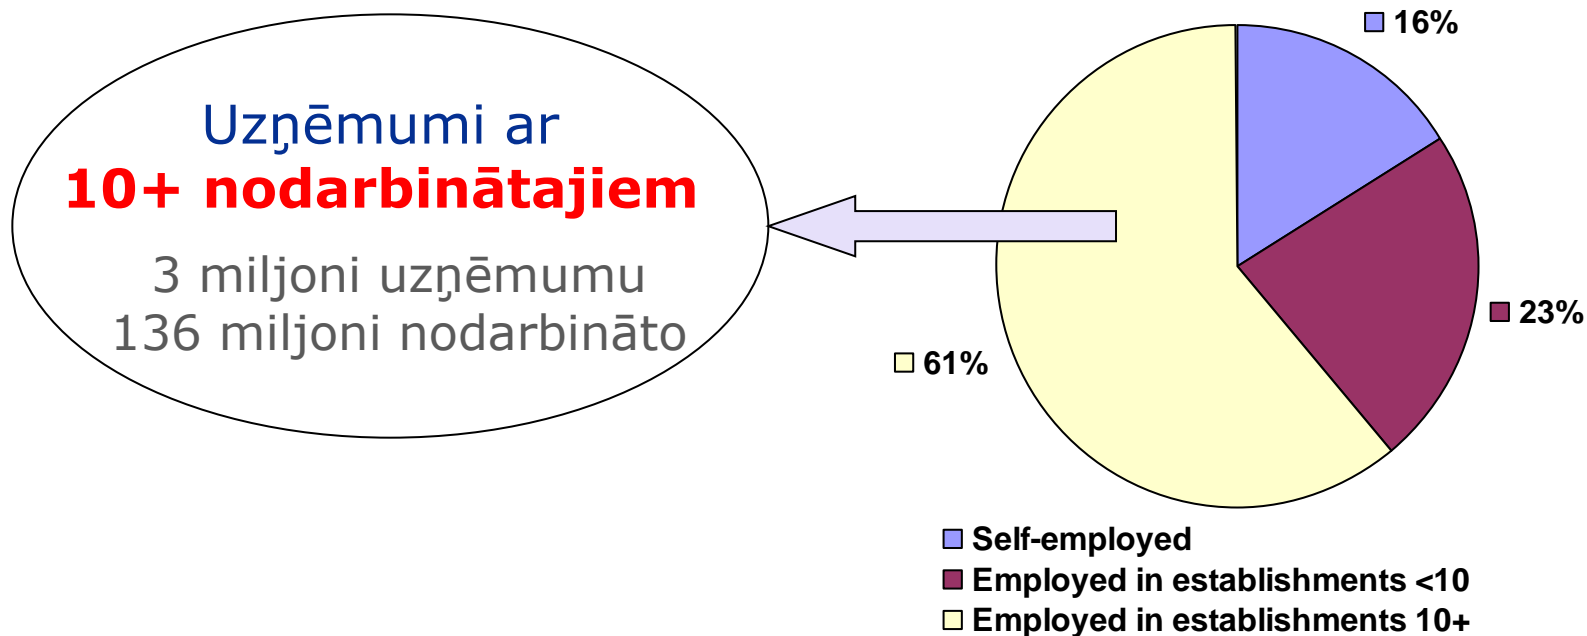 Uzņēmumi ar
10+ nodarbinātajiem
3 miljoni uzņēmumu
136 miljoni nodarbināto
16%
23%
61%
Self-employed
Employed in establishments <10
Employed in establishments 10+